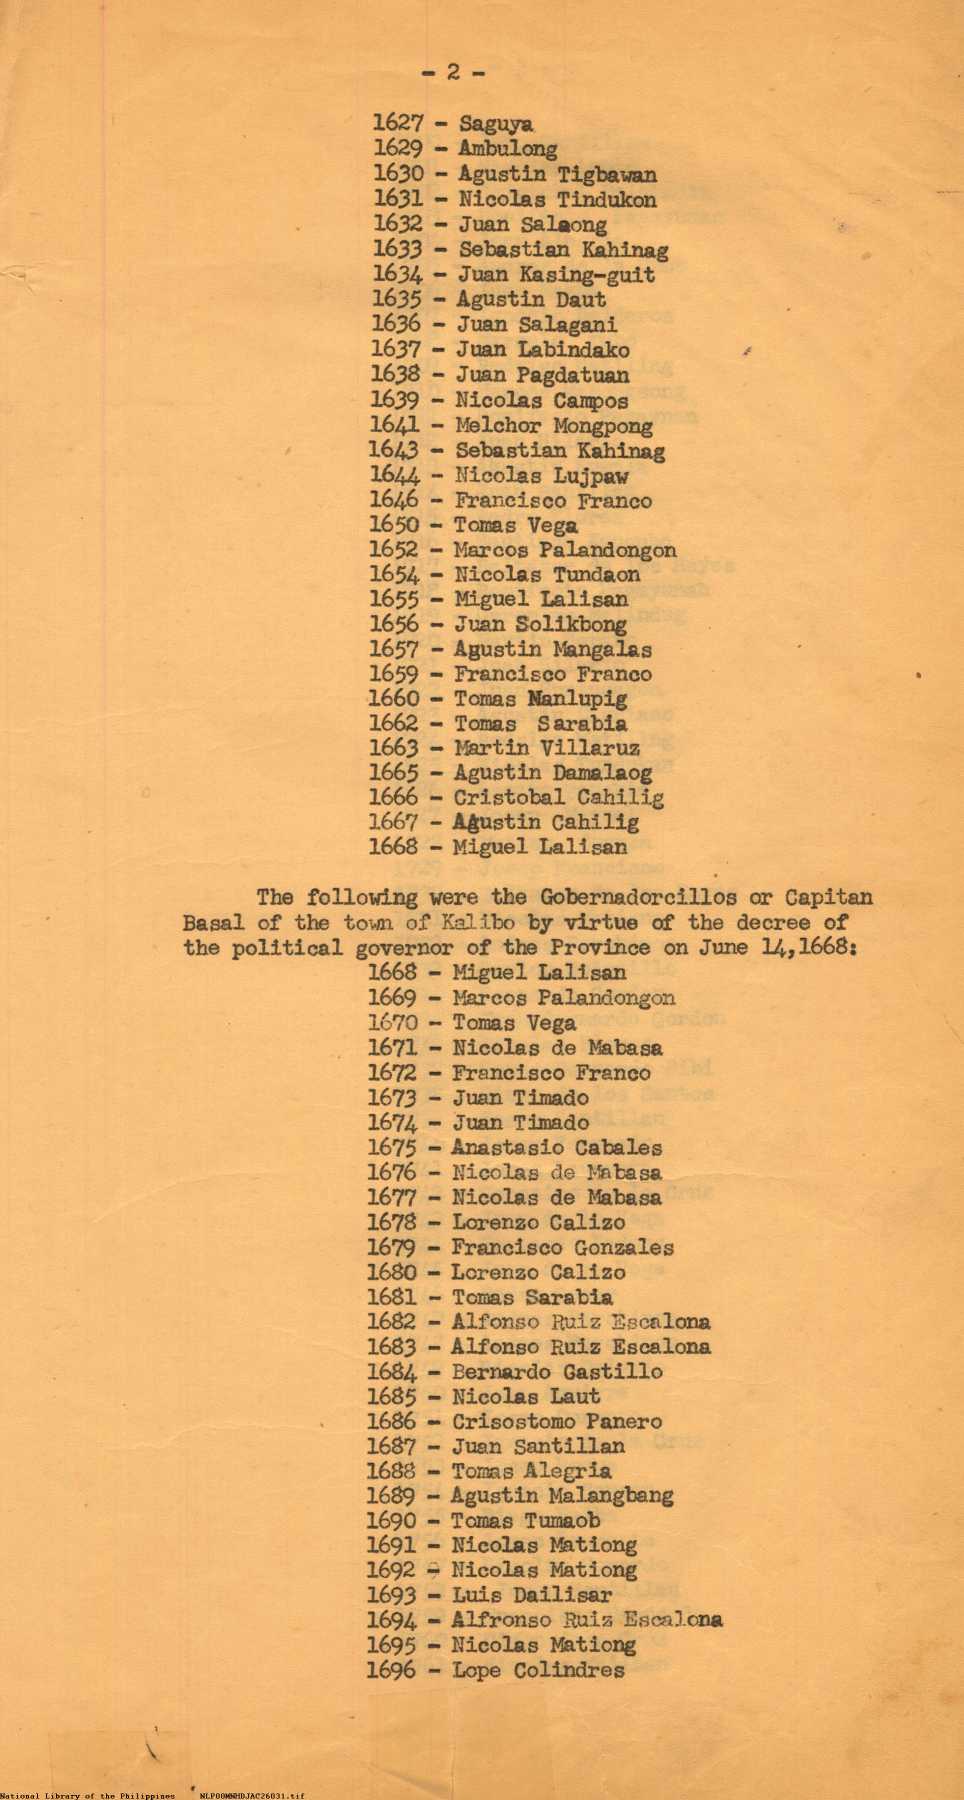 - 2 -
1627 - Saguya
1629 - Ambulong
1630 - Agustin Tigbawan
1631 - Nicolas Tindukon
1632 - Juan Salaong
1633 - Sebastian Kahinag
1634 - Juan Kasing-guit
1635 - Agustin Daut
1636 - Juan Salagani
1637 - Juan Labindako
1638 - Juan Pagdatuan
1639 - Nicolas Campos
1641 - Melchor Mongpong
1643 - Sebastian Kahinag
1644 - Nicolas Lujpaw
1646 - Francisco Franco
1650 - Tomas Vega
1652 - Marcos Palandongon
1654 - Nicolas Tundaon
1655 - Miguel Lalisan
1656 - Juan Solikbong
1657 - Agustin Mangalas
1659 - Francisco Franco
1660 - Tomas Nanlupig
1662 - Tomas Sarabia
1663 - Martin Villaruz
1665 - Agustin Damalaog
1666 - Cristobal Cahilig
1667 - Agustin Cahilig
1668 - Miguel Lalisan
The following were the Gobernadorcillos or Capitan
Basal of the town of Kalibo by virtue of the decree of
the political governor of the Province on June 14,1668:
1668 - Miguel Lalisan
1669 - Marcos Palandongon
1670 - Tomas Vega
1671 - Nicolas de Mabasa
1672 - Francisco Franco
1673 - Juan Timado
1674 - Juan Timado
1675 - Anastasio Cabales
1676 - Nicolas de Mabasa
1677 - Nicolas de Mabasa
1678 - Lorenzo Calizo
1679 - Francisco Gonzales
1680 - Lorenzo Calizo
1681 - Tomas Sarabia
1682 - Alfonso Ruiz Escalona
1683 - Alfonso Ruiz Escalona
1684 - Bernardo Gastillo
1685 - Nicolas Laut
1686 - Crisostomo Panero
1687 - Juan Santillan
1688 - Tomas Alegria
1689 - Agustin Malangbang
1690 - Tomas Tumaob
1691 - Nicolas Mationg
1692 - Nicolas Mationg
1693 - Luis Dailisar
1694 - Alfronso Ruiz Escalona
1695 - Nicolas Mationg
1696 - Lope Colindres
National Library of the Philippines NLP00MNHDJAC26031.tif